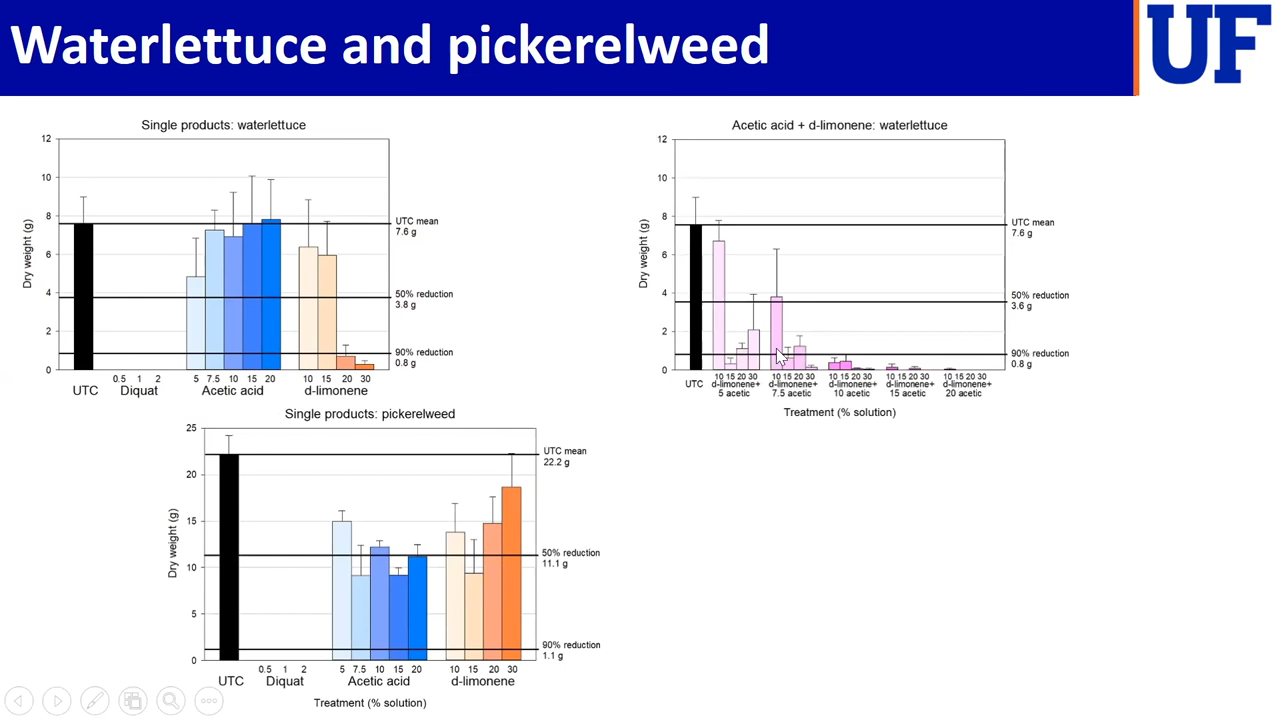 Waterlettuce and pickerelweed
UF
Single products: waterlettuce
12
10
8
6
4
2
0
Dry weight (g)
UTC mean
7.6 g
50% reduction
3.8 g
90% reduction
0.8 g
0.5 1 2
5 7.5 10 15 20
10 15 20 30
UTC Diquat Acetic acid d-limonene
Acetic acid + d-limonene: waterlettuce
12
10
8
6
4
2
0
Dry weight (g)
UTC mean
7.6 g
50% reduction
3.6 g
90% reduction
0.8 g
10 15 20 30 10 15 20 30 10 15 20 30 10 15 20 30 10 15 20 30
UTC d-limonene+ d-limonene+ d-limonene+ d-limonene+ d-limonene+
5 acetic 7.5 acetic 10 acetic 15 acetic 20 acetic
Treatment (% solution)
Single products: pickerelweed
25
20
15
10
5
0
Dry weight (g)
UTC mean
22.2 g
50% reduction
11.1 g
90% reduction
1.1 g
0.5 1 2
5 7.5 10 15 20
10 15 20 30
UTC Diquat Acetic acid d-limonene
Treatment (% solution)